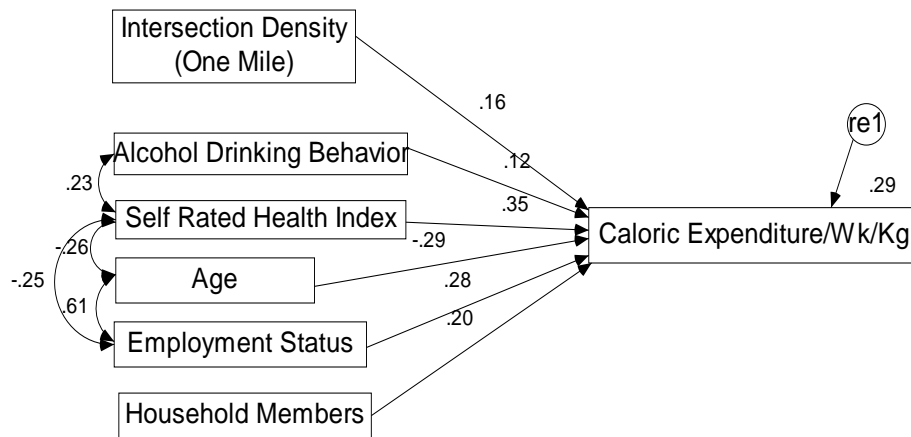 Intersection Density
(One Mile)
.16
re1
Alcohol Drinking Behavior
.12
.29
.23
.35
Self Rated Health Index
Caloric Expenditure/Wk/Kg
-.29
-.26
-.25
Age
.28
.61
.20
Employment Status
Household Members